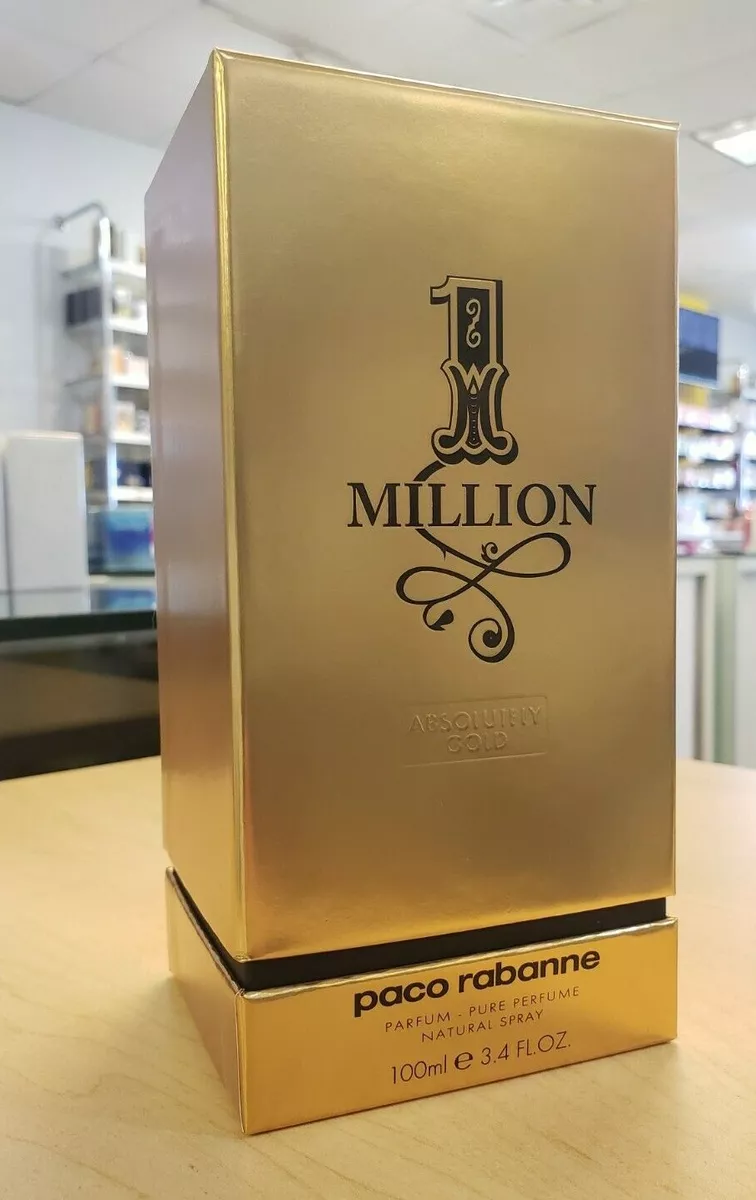 1
MILLION
ABSOLUTELY
GOLD
paco rabanne
PARFUM - PURE PERFUME
NATURAL SPRAY
100ml e 3.4 FL.OZ.